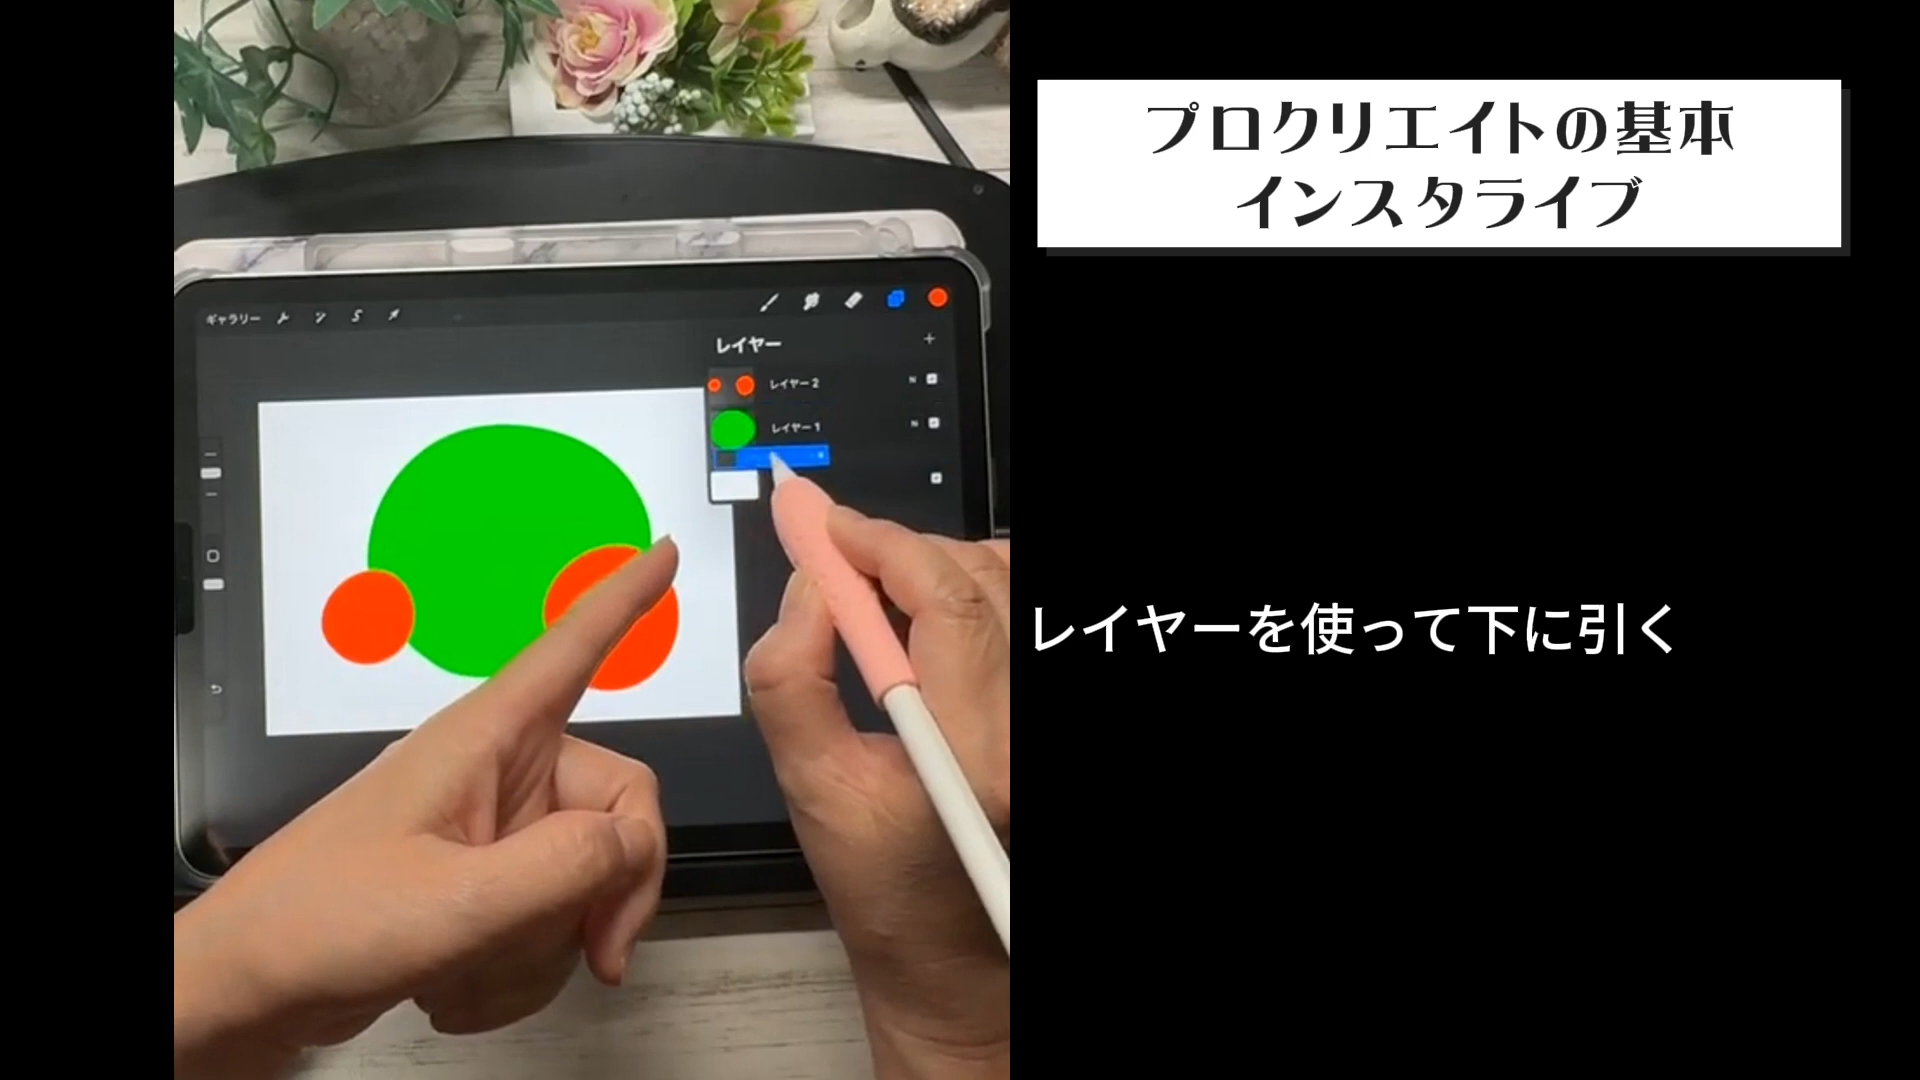 プロクリエイトの基本
インスタライブ
ギャラリー
レイヤー
レイヤー2 N
レイヤー1 N
レイヤーを使って下に引く